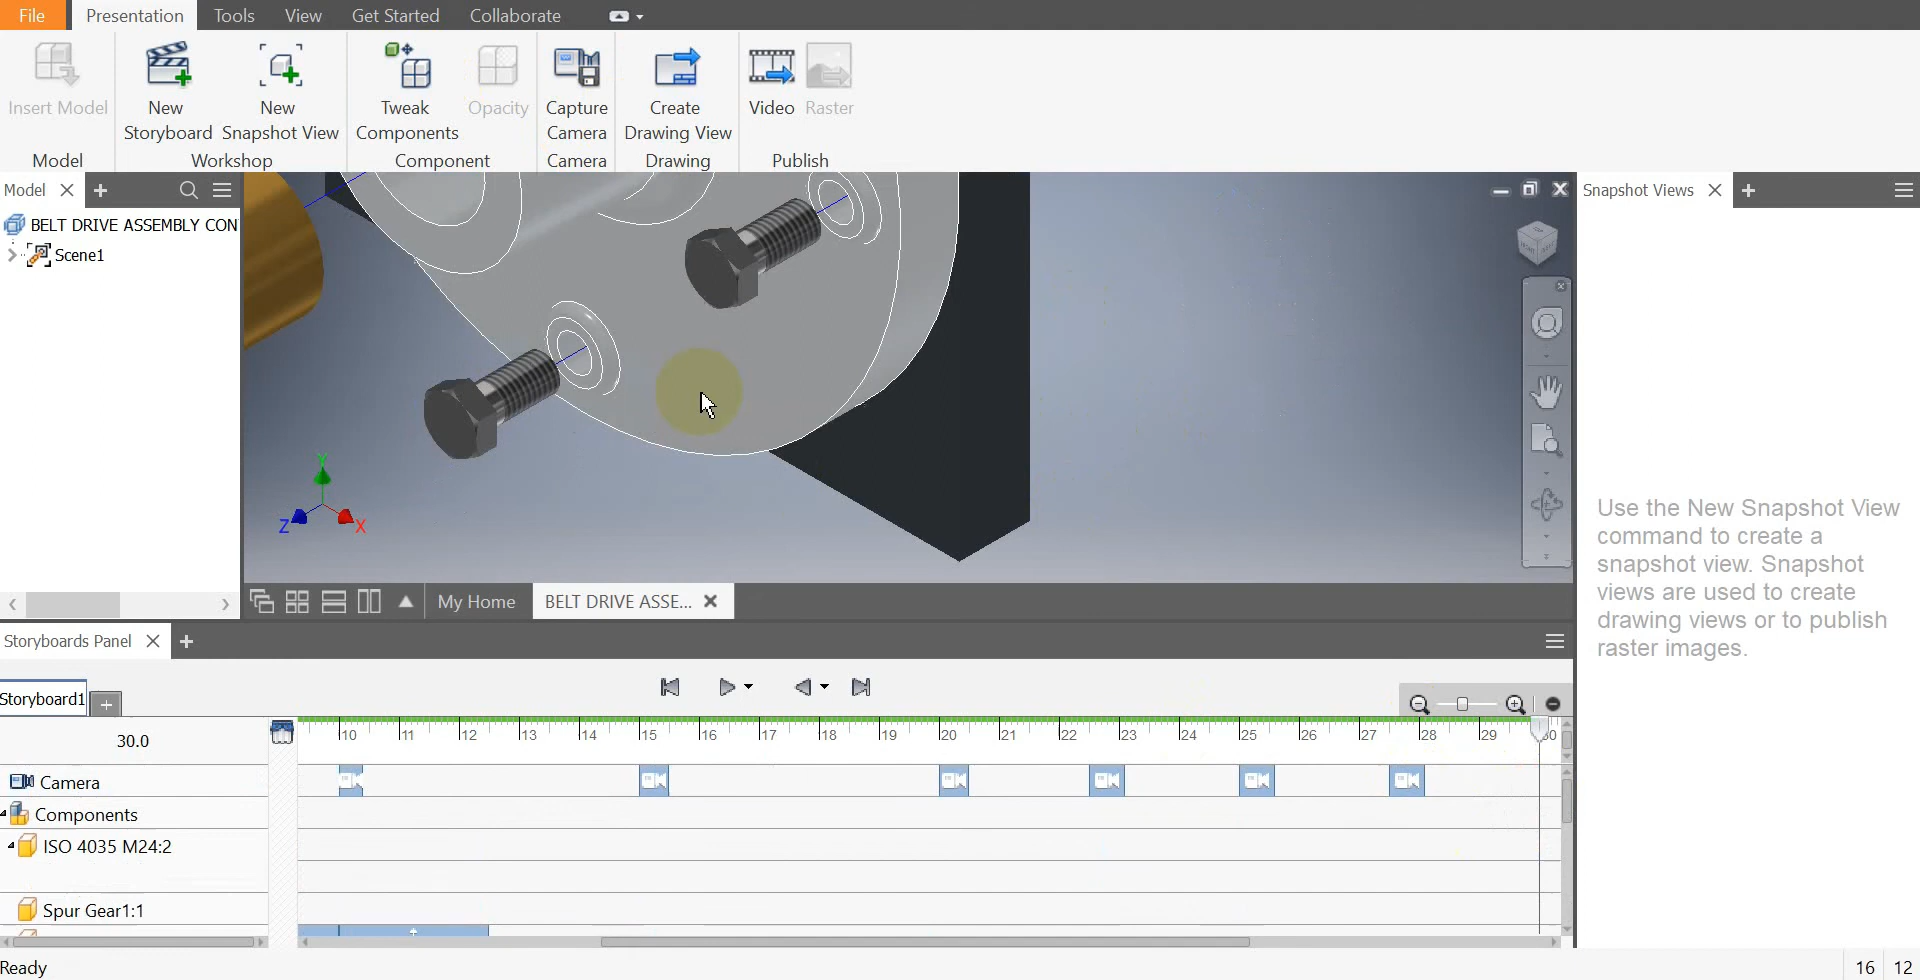 File Presentation Tools View Get Started Collaborate
Insert Model New Storyboard New Snapshot View Tweak Components Opacity Capture Camera Create Drawing View Video Raster
Model Workshop Component Camera Drawing Publish
Model
BELT DRIVE ASSEMBLY CON
Scene1
Y
Z
X
My Home BELT DRIVE ASSE...
Snapshot Views
Use the New Snapshot View
command to create a
snapshot view. Snapshot
views are used to create
drawing views or to publish
raster images.
Storyboards Panel
Storyboard1
30.0
10 11 12 13 14 15 16 17 18 19 20 21 22 23 24 25 26 27 28 29 30
Camera
Components
ISO 4035 M24:2
Spur Gear1:1
Ready
16 12